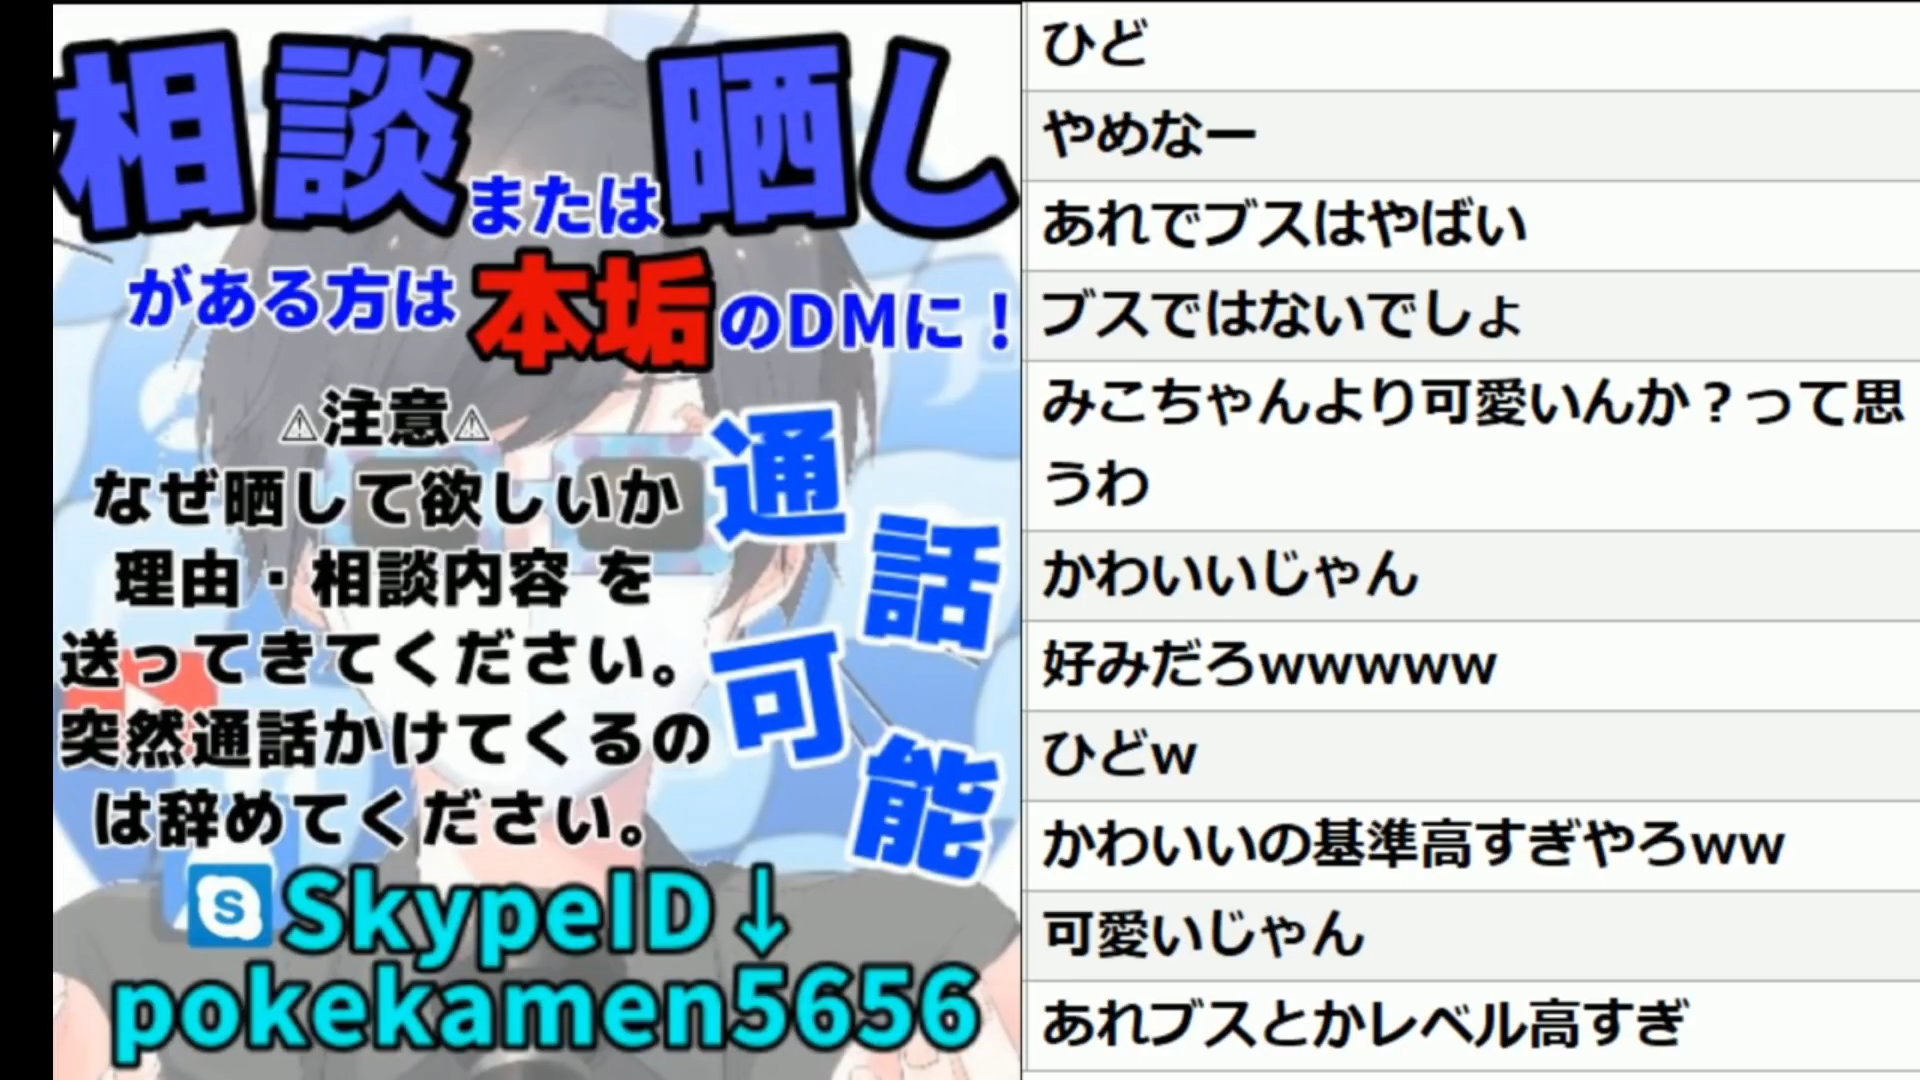 相談または晒し
がある方は本垢のDMに！
⚠注意⚠
なぜ晒して欲しいか
理由・相談内容 を
送ってきてください。
突然通話かけてくるの
は辞めてください。
通話可能
SkypeID↓
pokekamen5656
ひど
やめなー
あれでブスはやばい
ブスではないでしょ
みこちゃんより可愛いんか？って思
うわ
かわいいじゃん
好みだろwwwww
ひどw
かわいいの基準高すぎやろww
可愛いじゃん
あれブスとかレベル高すぎ